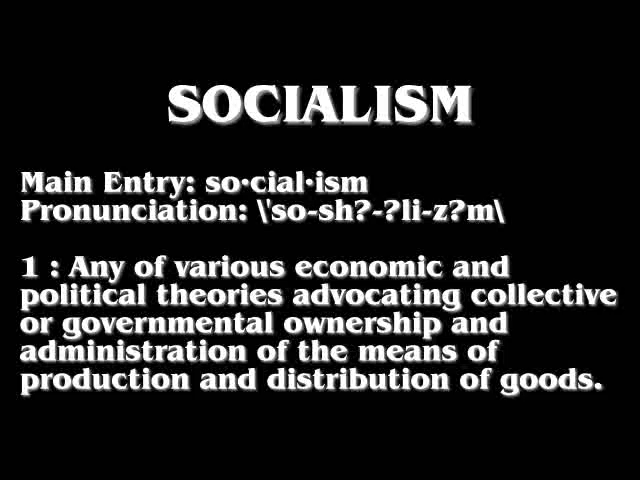 SOCIALISM
Main Entry: so·cial·ism
Pronunciation: \'so-sh?-?li-z?m\
1 : Any of various economic and
political theories advocating collective
or governmental ownership and
administration of the means of
production and distribution of goods.